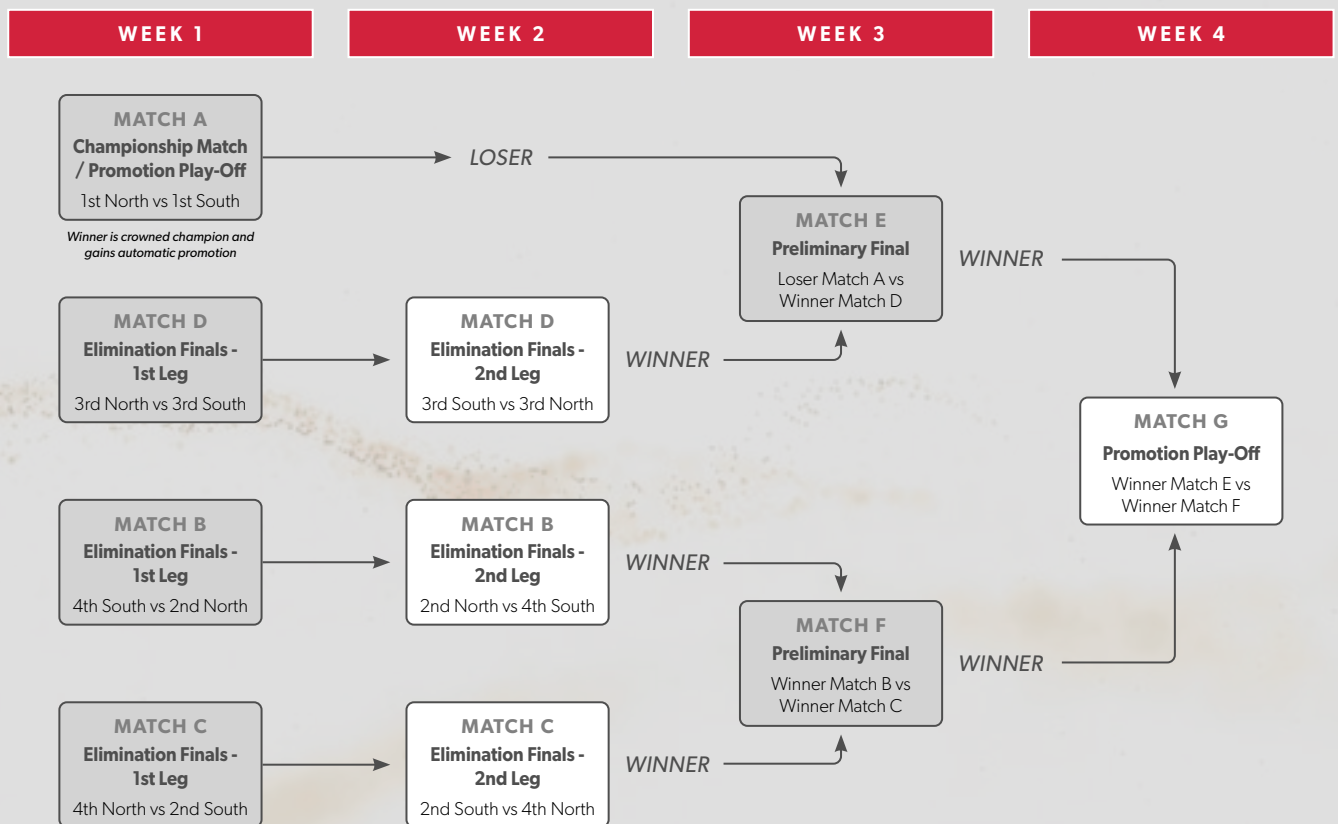 WEEK 1
WEEK 2
WEEK 3
WEEK 4
MATCH A
Championship Match
/ Promotion Play-Off
1st North vs 1st South
Winner is crowned champion and
gains automatic promotion
LOSER
MATCH E
Preliminary Final
Loser Match A vs
Winner Match D
WINNER
MATCH D
Elimination Finals -
1st Leg
3rd North vs 3rd South
MATCH D
Elimination Finals -
2nd Leg
3rd South vs 3rd North
WINNER
MATCH G
Promotion Play-Off
Winner Match E vs
Winner Match F
MATCH B
Elimination Finals -
1st Leg
4th South vs 2nd North
MATCH B
Elimination Finals -
2nd Leg
2nd North vs 4th South
WINNER
MATCH F
Preliminary Final
Winner Match B vs
Winner Match C
WINNER
MATCH C
Elimination Finals -
1st Leg
4th North vs 2nd South
MATCH C
Elimination Finals -
2nd Leg
2nd South vs 4th North
WINNER